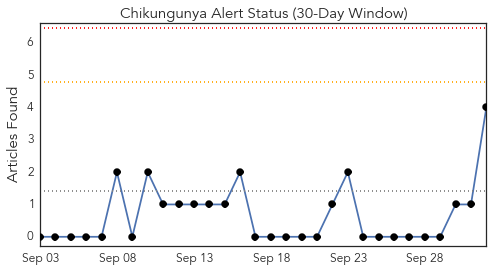 Chikungunya Alert Status (30-Day Window)
Articles Found
6
5
4
3
2
1
0
Sep 03 Sep 08 Sep 13 Sep 18 Sep 23 Sep 28